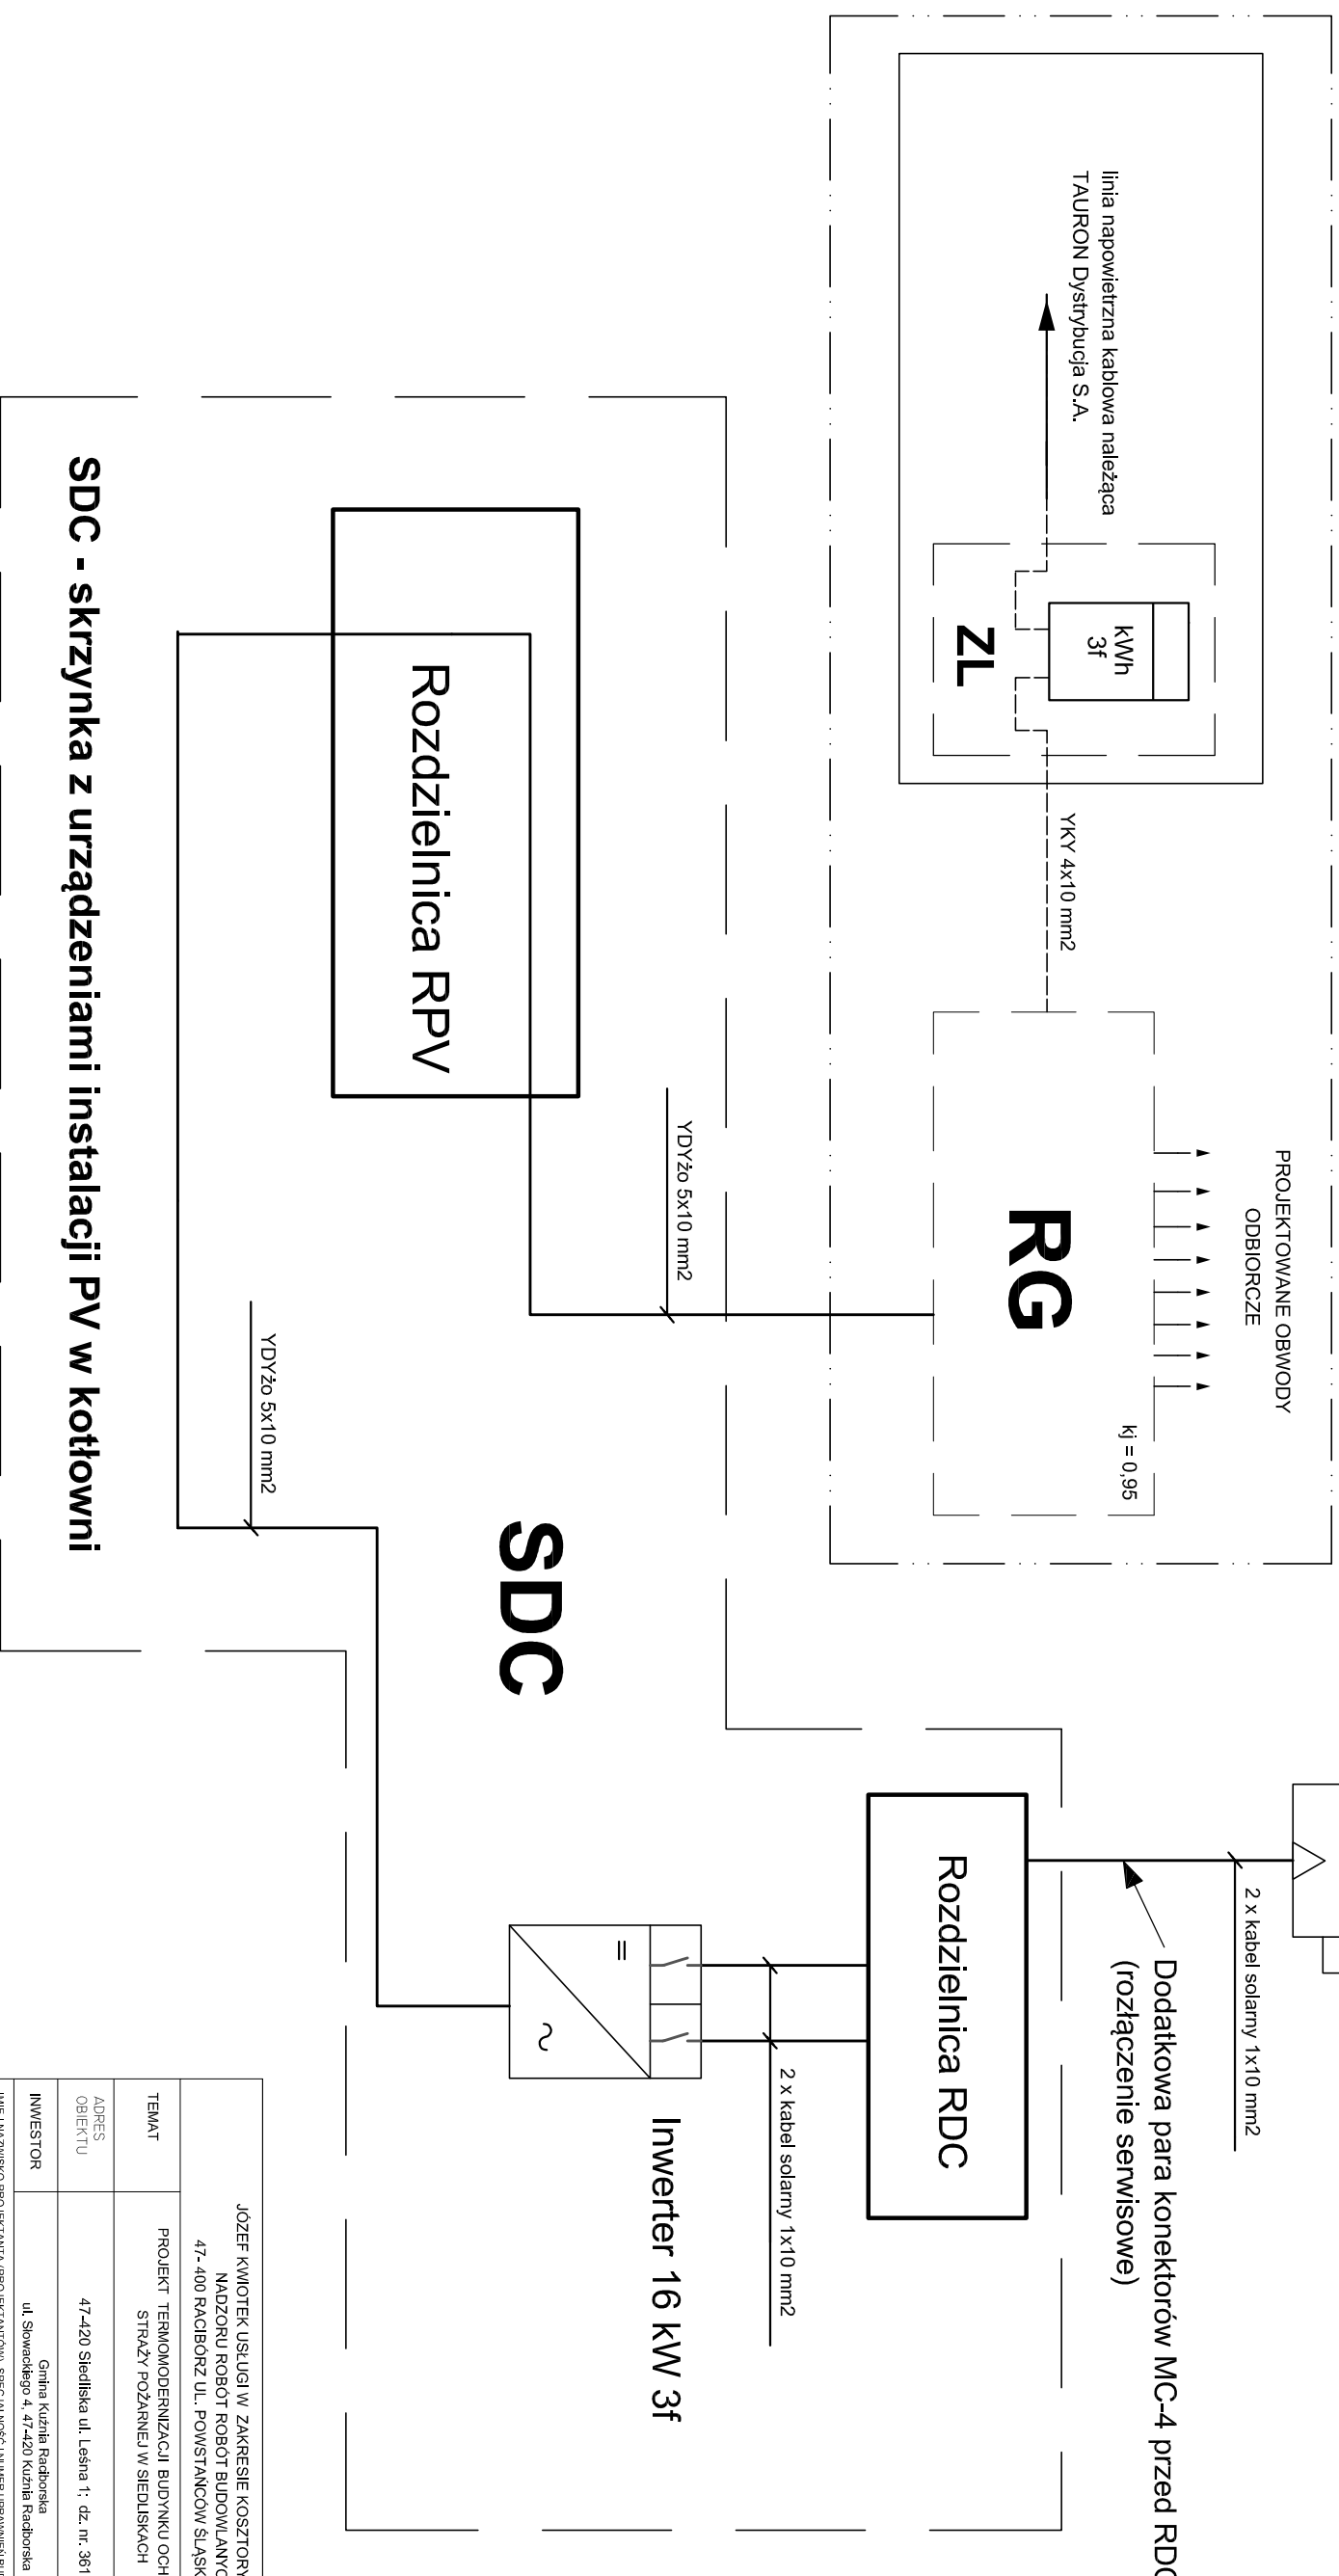 linia napowietrzna kablowa należąca
TAURON Dystrybucja S.A.
kWh
3f
ZL
YKY 4x10 mm2
PROJEKTOWANE OBWODY
ODBIORCZE
kj = 0,95
RG
YDYżo 5x10 mm2
Rozdzielnica RPV
YDYżo 5x10 mm2
SDC
SDC - skrzynka z urządzeniami instalacji PV w kotłowni
2 x kabel solarny 1x10 mm2
Dodatkowa para konektorów MC-4 przed RDC
(rozłączenie serwisowe)
Rozdzielnica RDC
2 x kabel solarny 1x10 mm2
=
~
Inwerter 16 kW 3f
JÓZEF KWIOTEK USŁUGI W ZAKRESIE KOSZTORY
NADZORU ROBÓT ROBÓT BUDOWLANYC
47- 400 RACIBÓRZ UL. POWSTAŃCÓW ŚLĄSK
TEMAT
PROJEKT TERMOMODERNIZACJI BUDYNKU OCH
STRAŻY POŻARNEJ W SIEDLISKACH
ADRES
OBIEKTU
47-420 Siedliska ul. Leśna 1; dz. nr. 361
INWESTOR
Gmina Kuźnia Raciborska
ul. Słowackiego 4, 47-420 Kuźnia Raciborska